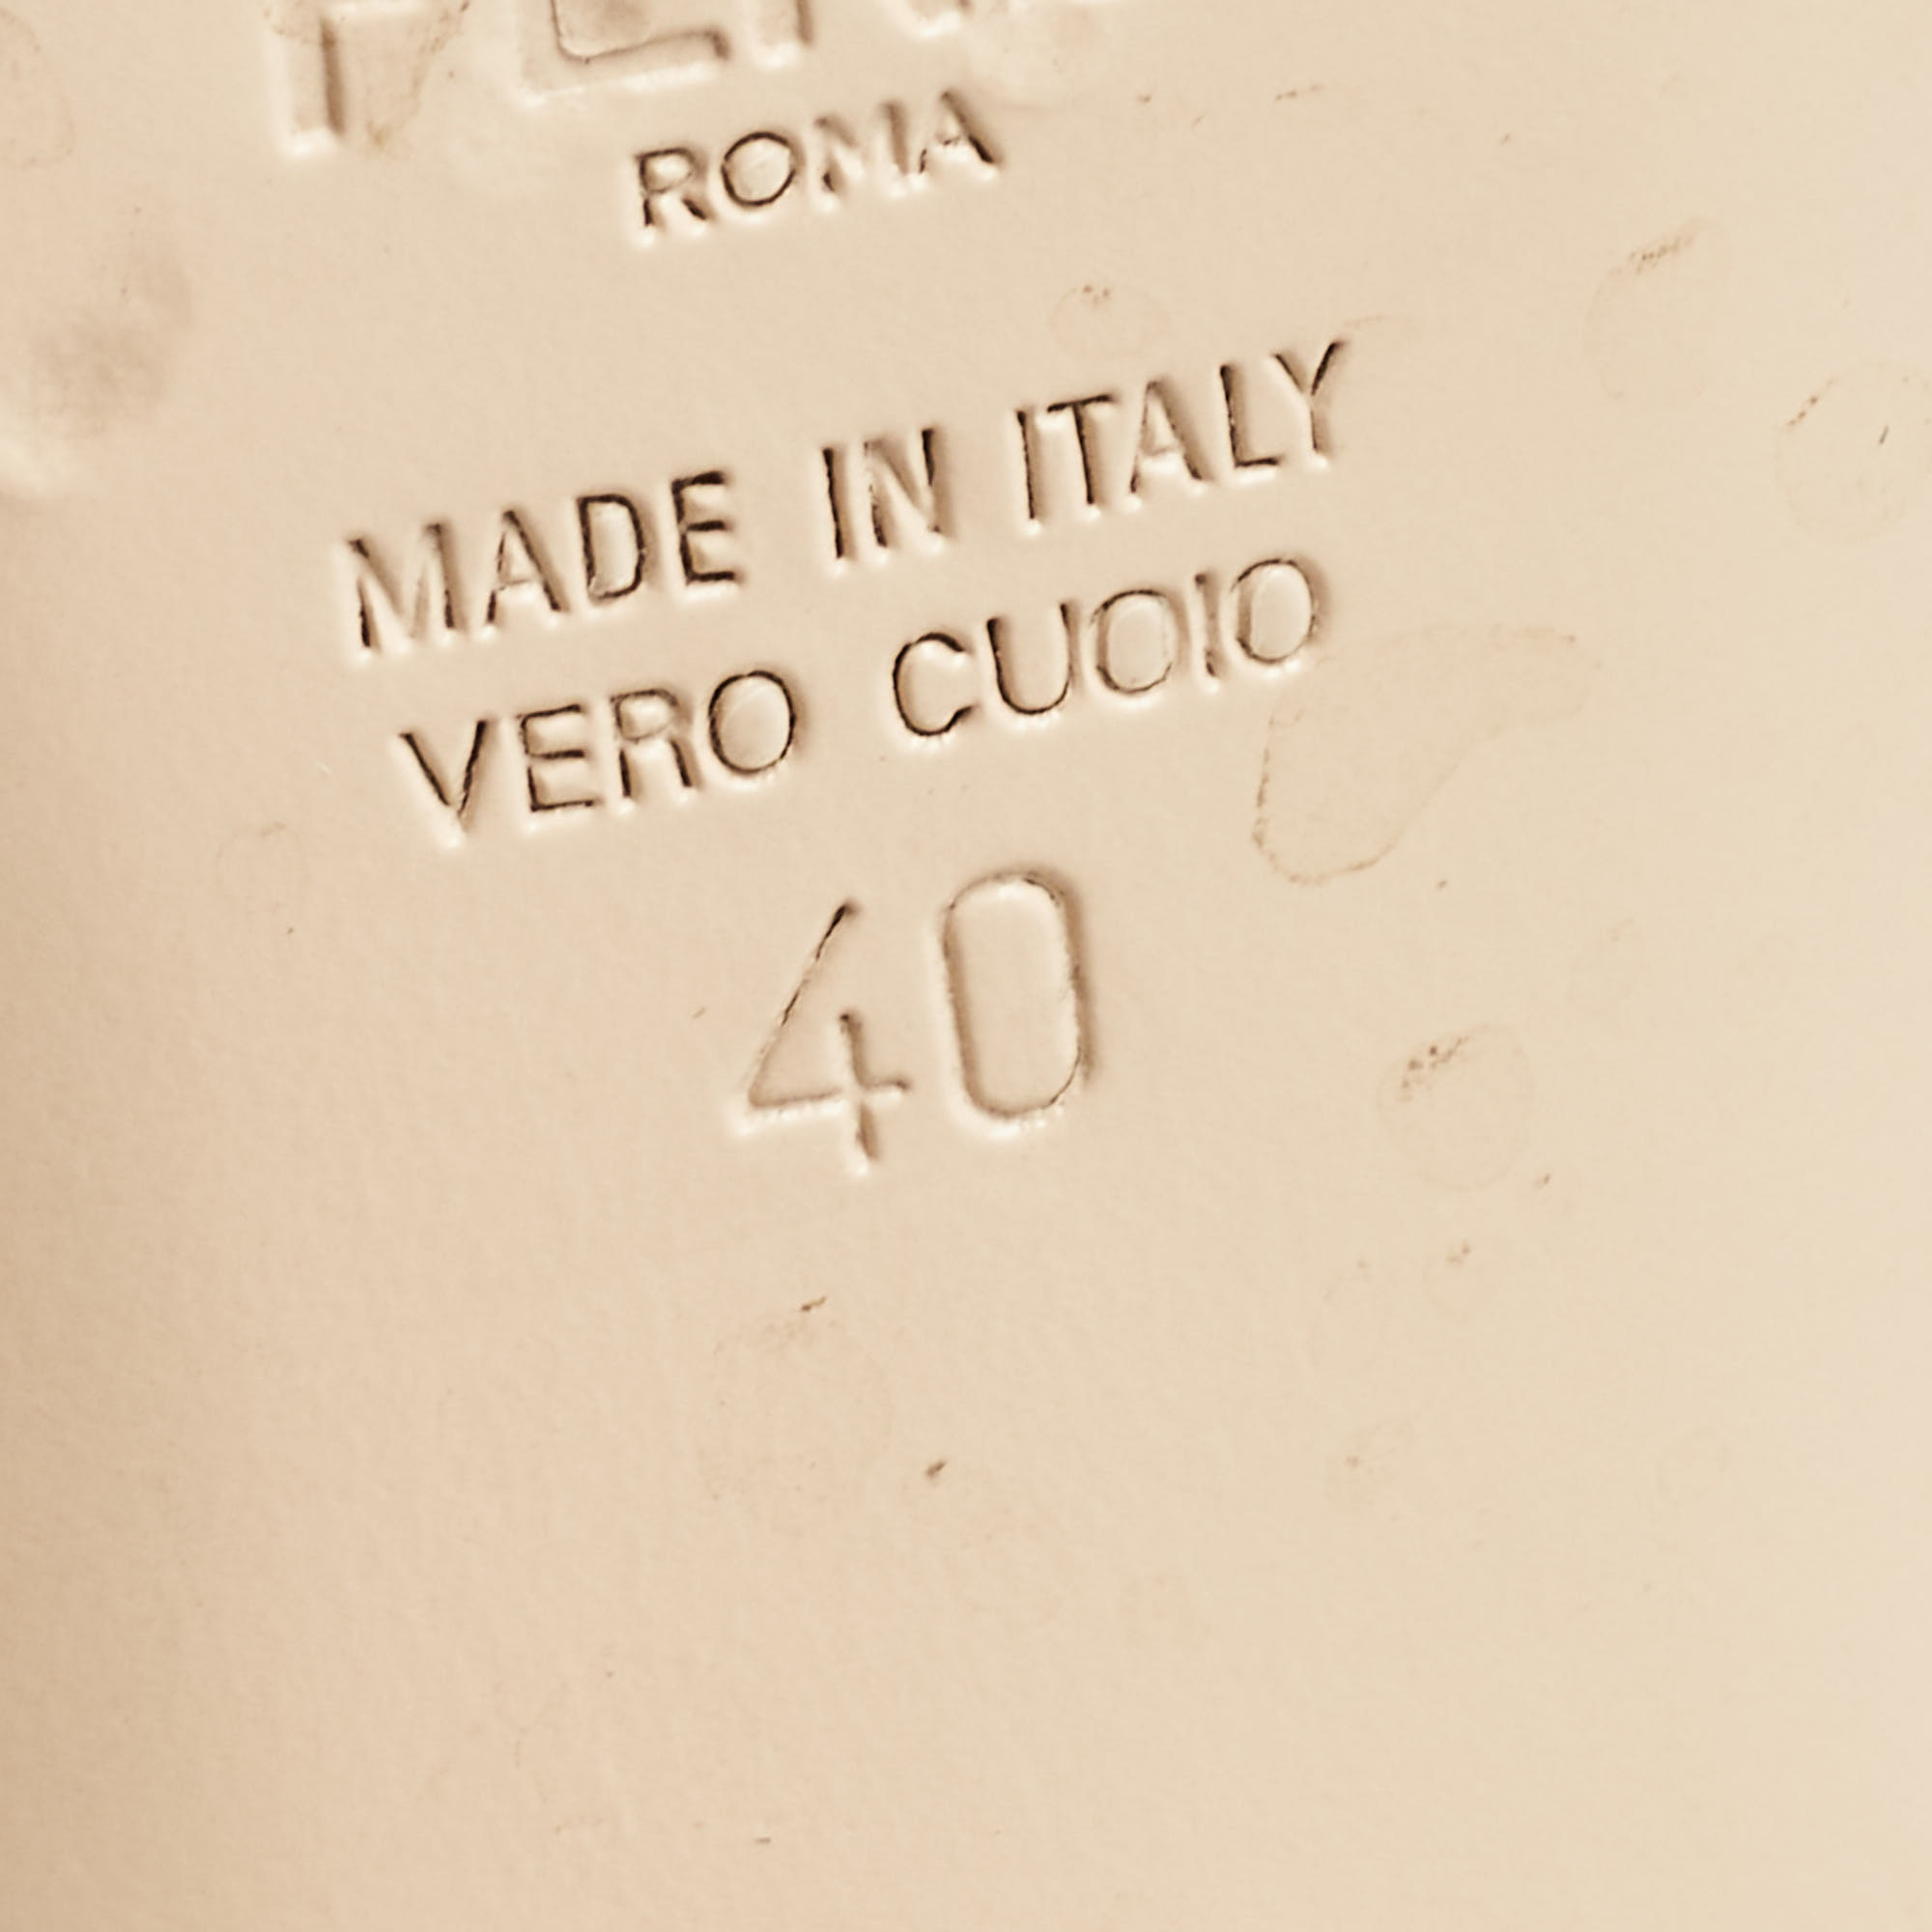 ROMA
MADE IN ITALY
VERO CUOIO
40